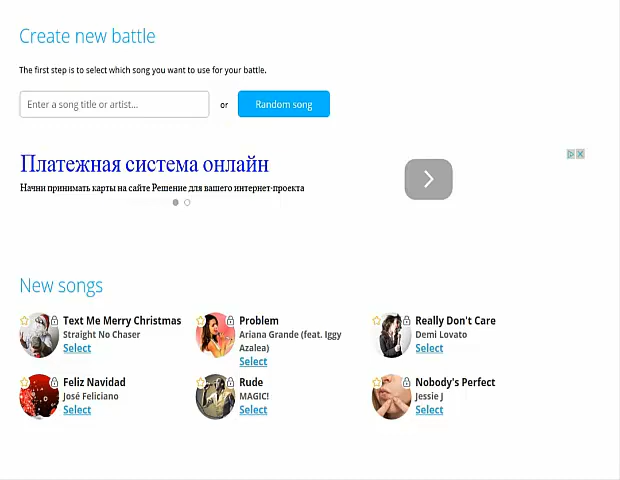 Create new battle
The first step is to select which song you want to use for your battle.
Enter a song title or artist...
or
Random song
Платежная система онлайн
Начни принимать карты на сайте Решение для вашего интернет-проекта
New songs
Text Me Merry Christmas
Straight No Chaser
Select
Problem
Ariana Grande (feat. Iggy
Azalea)
Select
Really Don't Care
Demi Lovato
Select
Feliz Navidad
José Feliciano
Select
Rude
MAGIC!
Select
Nobody's Perfect
Jessie J
Select